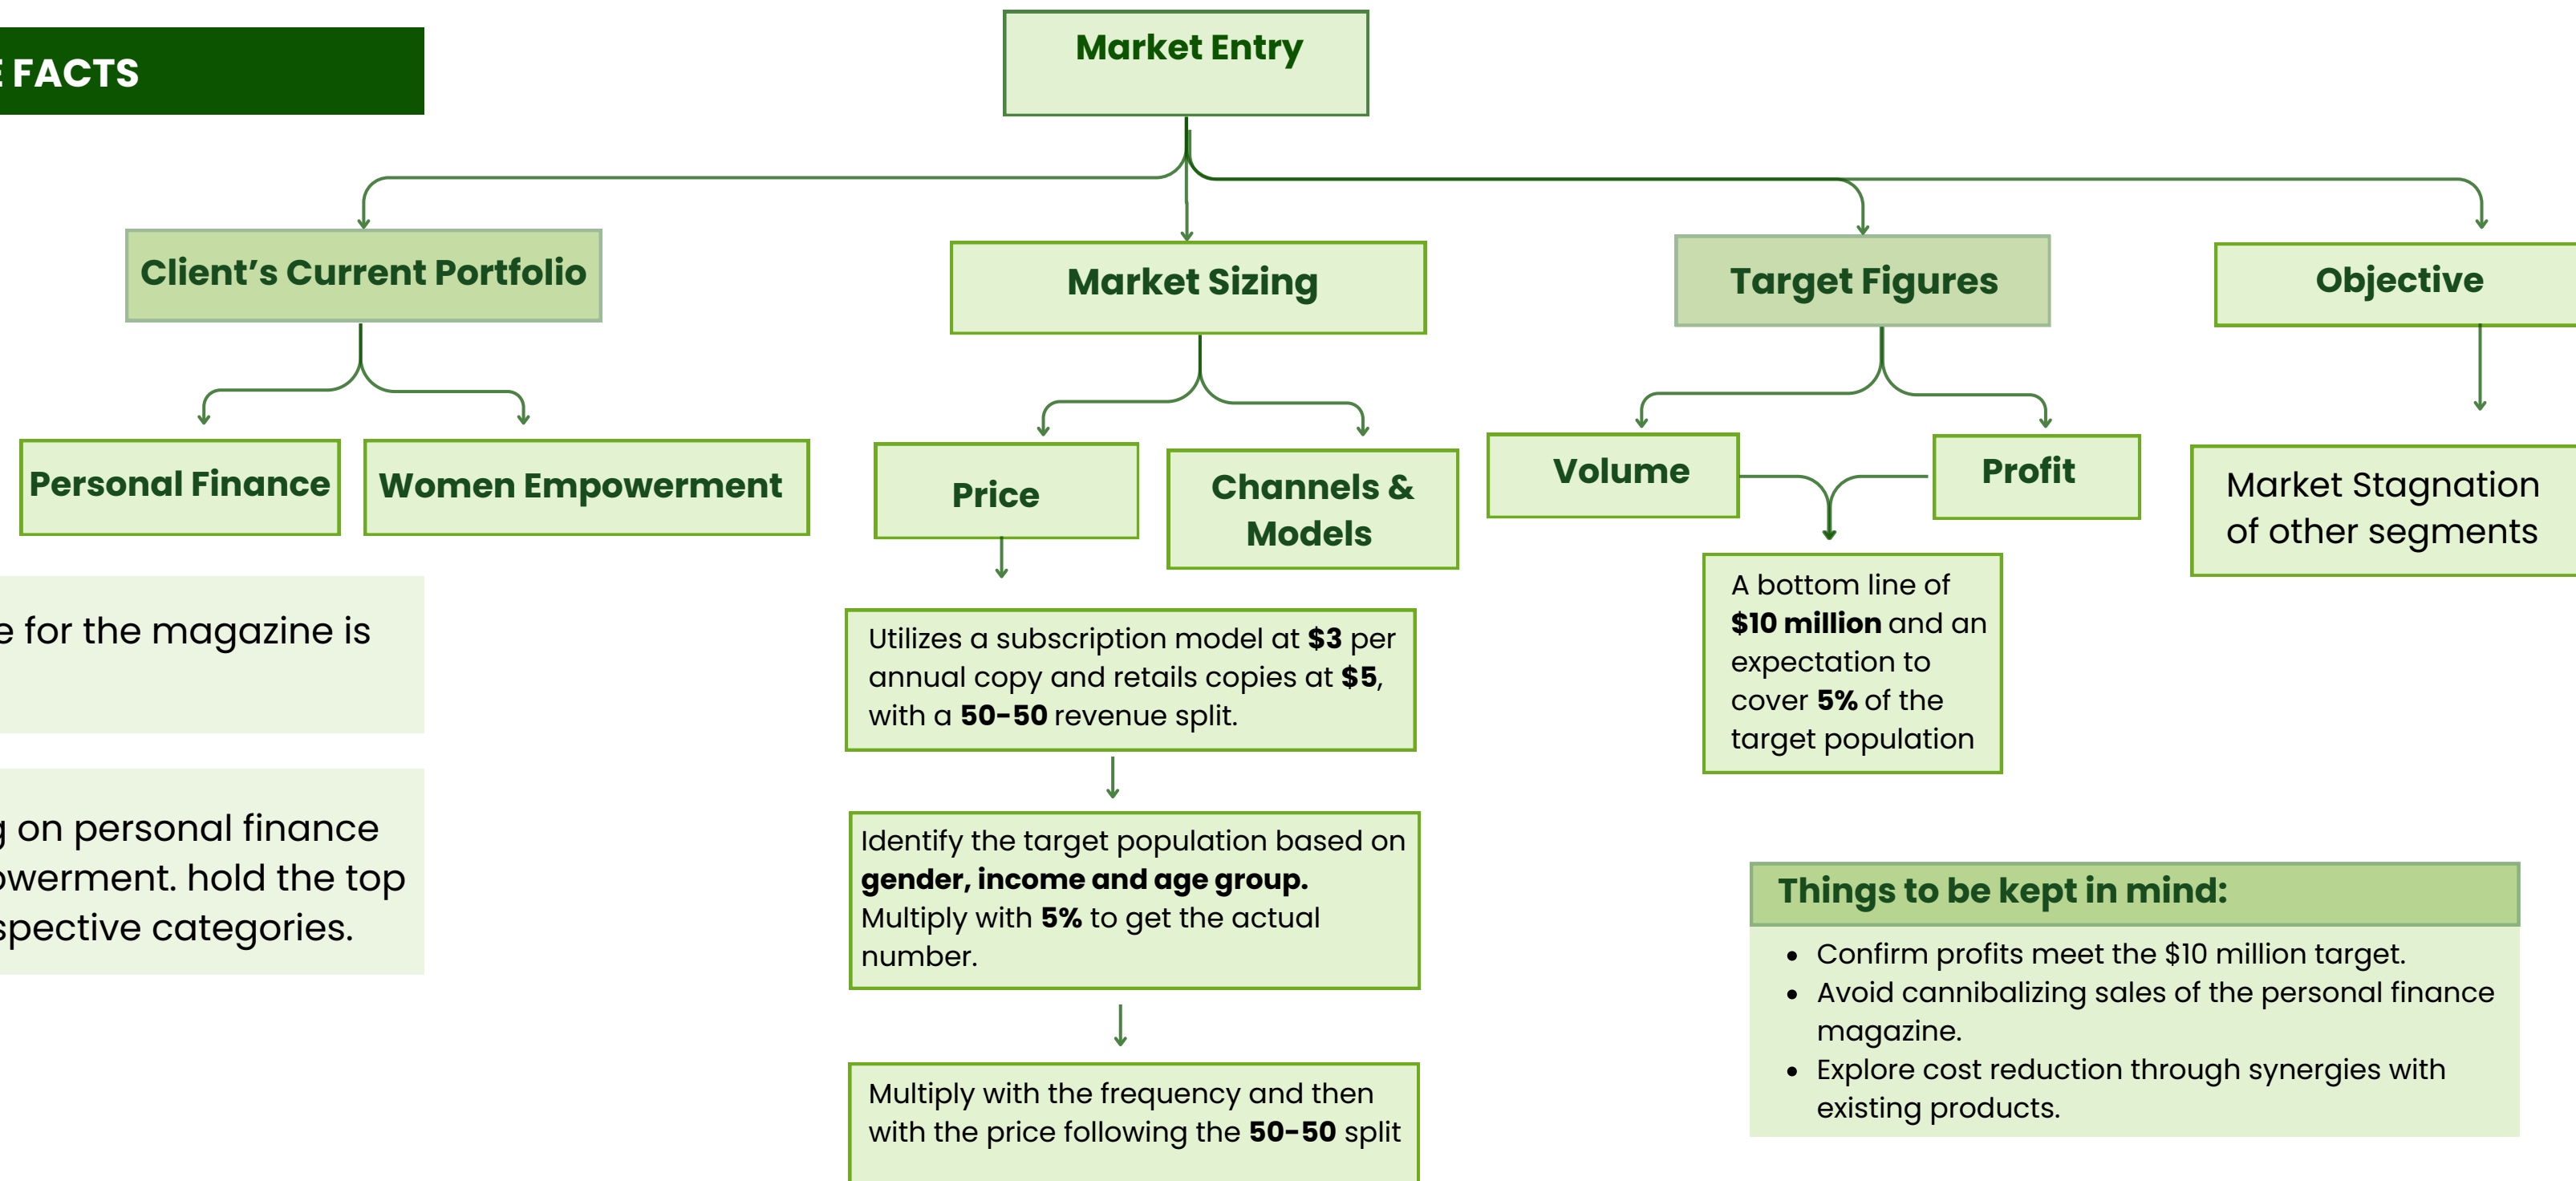 FACTS
Market Entry
Client’s Current Portfolio
Market Sizing
Target Figures
Objective
Personal Finance
Women Empowerment
Price
Channels &
Models
Volume
Profit
Market Stagnation
of other segments
A bottom line of
$10 million and an
expectation to
cover 5% of the
target population
e for the magazine is
g on personal finance
owerment. hold the top
spective categories.
Utilizes a subscription model at $3 per
annual copy and retails copies at $5,
with a 50-50 revenue split.
Identify the target population based on
gender, income and age group.
Multiply with 5% to get the actual
number.
Multiply with the frequency and then
with the price following the 50-50 split
Things to be kept in mind:
• Confirm profits meet the $10 million target.
• Avoid cannibalizing sales of the personal finance
magazine.
• Explore cost reduction through synergies with
existing products.